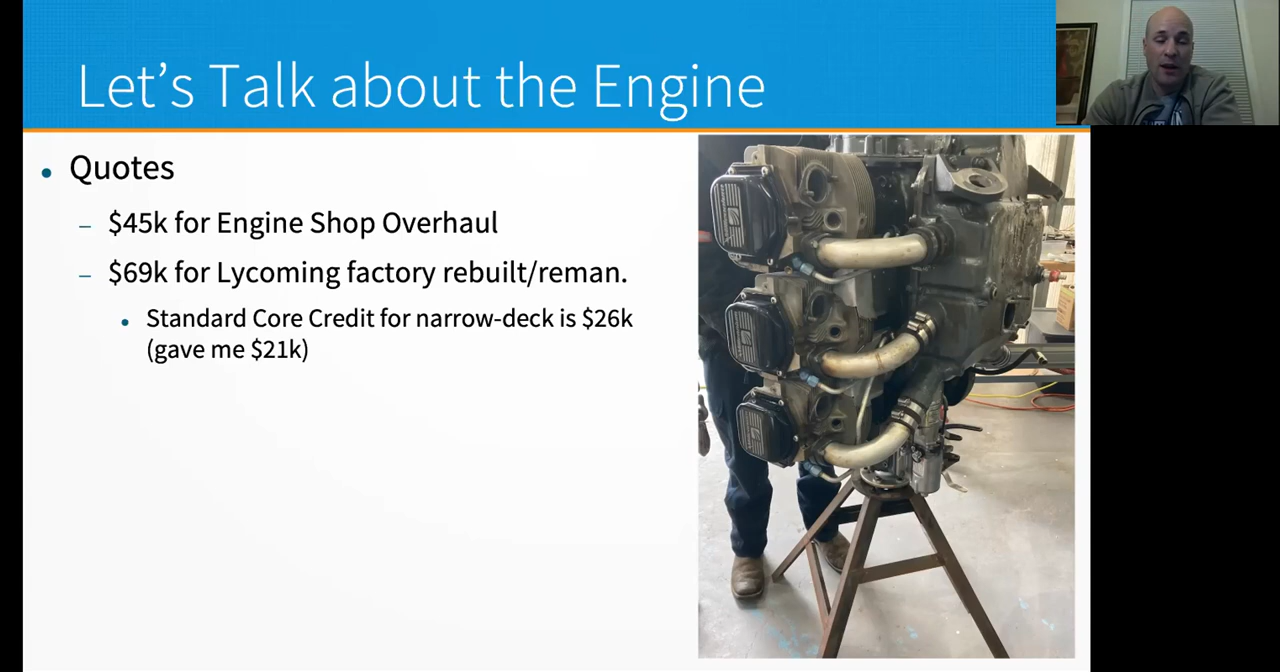 Let's Talk about the Engine
• Quotes
– $45k for Engine Shop Overhaul
– $69k for Lycoming factory rebuilt/reman.
• Standard Core Credit for narrow-deck is $26k
(gave me $21k)